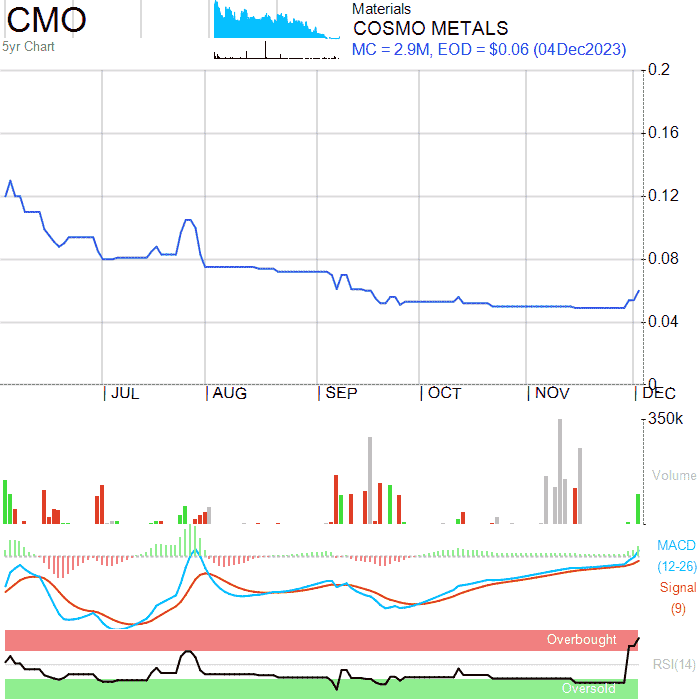 CMO
5yr Chart
Materials
COSMO METALS
MC = 2.9M, EOD = $0.06 (04Dec2023)
0.2
0.16
0.12
0.08
0.04
0
JUL AUG SEP OCT NOV DEC
350k
Volume
MACD
(12-26)
Signal
(9)
Overbought
RSI(14)
Oversold